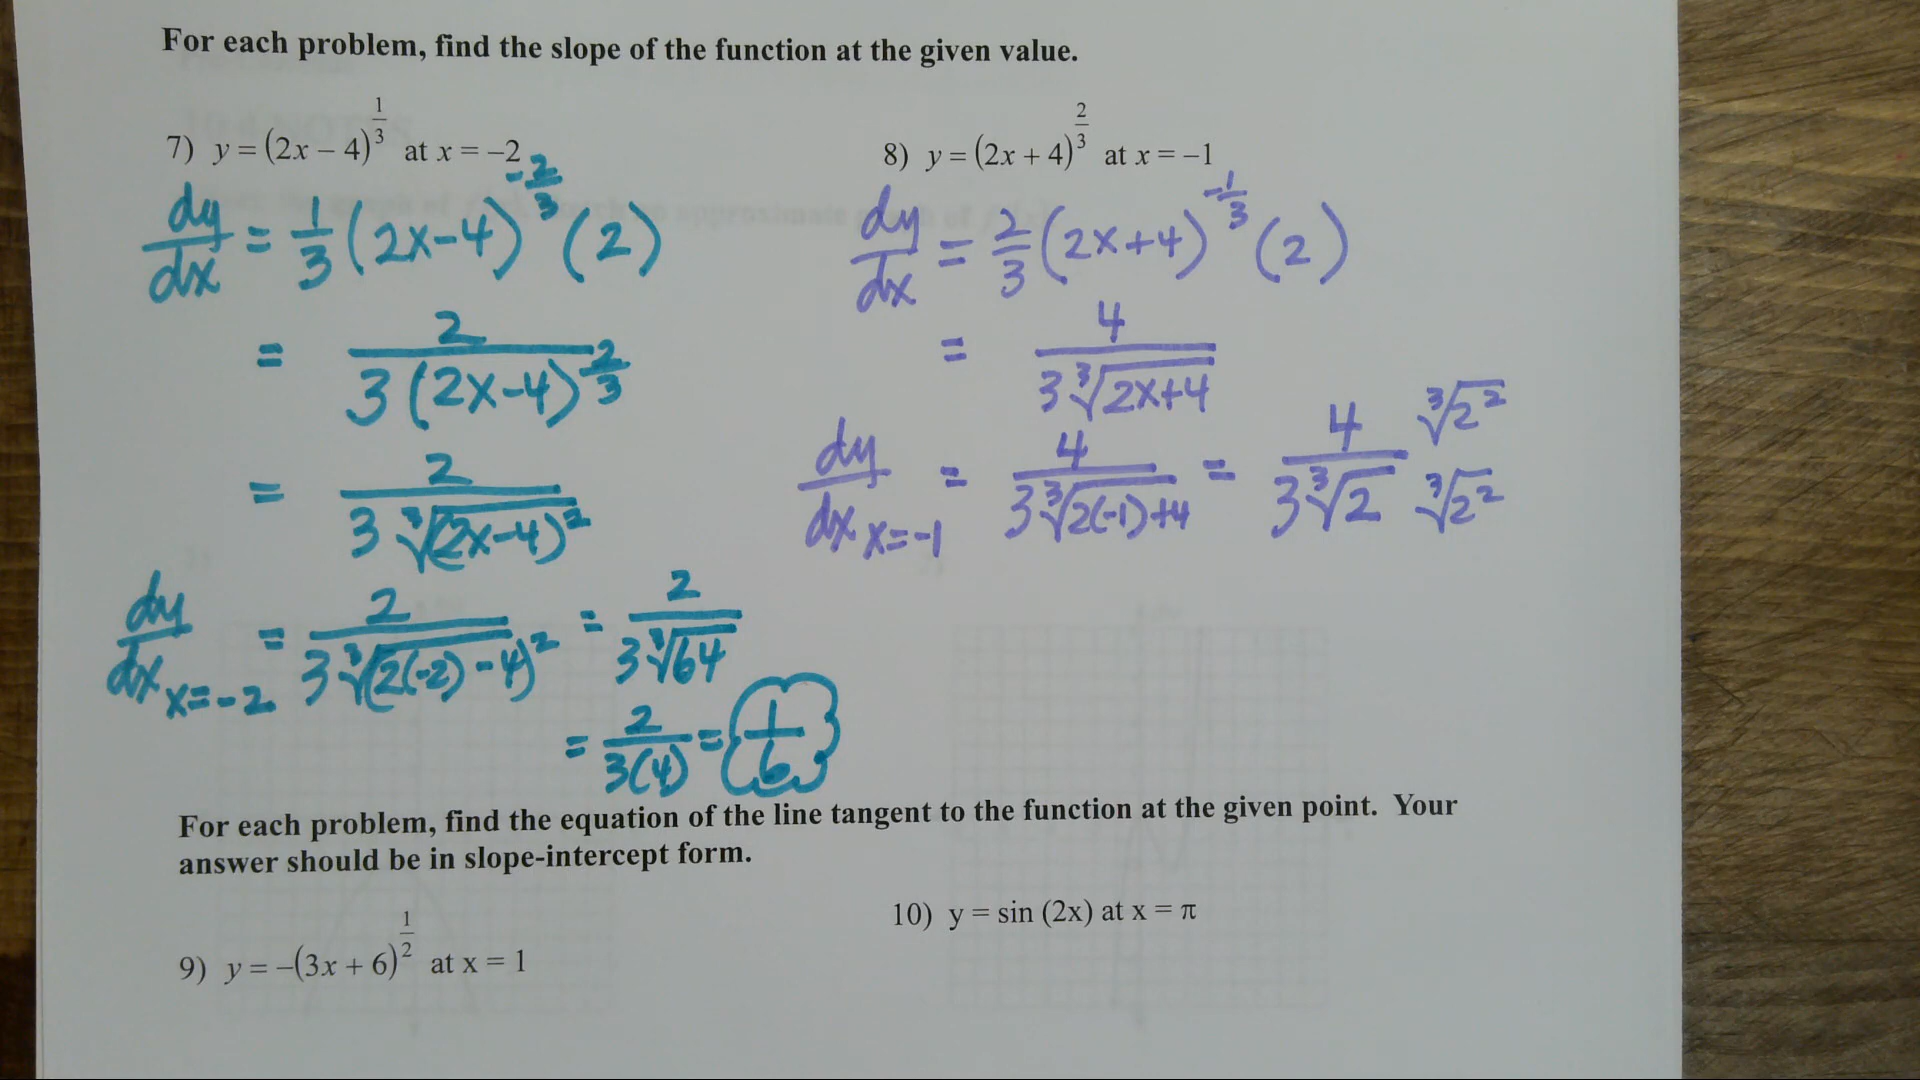 For each problem, find the slope of the function at the given value.
7) y = (2x – 4)^(1/3) at x = –2
dy/dx = 1/3 (2x-4)^(-2/3) (2)
= 2 / 3(2x-4)^(2/3)
= 2 / 3∛(2x-4)²
dy/dx x=-2 = 2 / 3∛(2(-2)-4)² = 2 / 3∛64
= 2/3(4) = 1/6
8) y = (2x + 4)^(2/3) at x = –1
dy/dx = 2/3 (2x+4)^(-1/3) (2)
= 4 / 3∛2x+4
dy/dx x=-1 = 4 / 3∛2(-1)+4 = 4 / 3∛2 ∛2² / ∛2²
For each problem, find the equation of the line tangent to the function at the given point. Your
answer should be in slope-intercept form.
9) y = –(3x + 6)^(1/2) at x = 1
10) y = sin (2x) at x = π